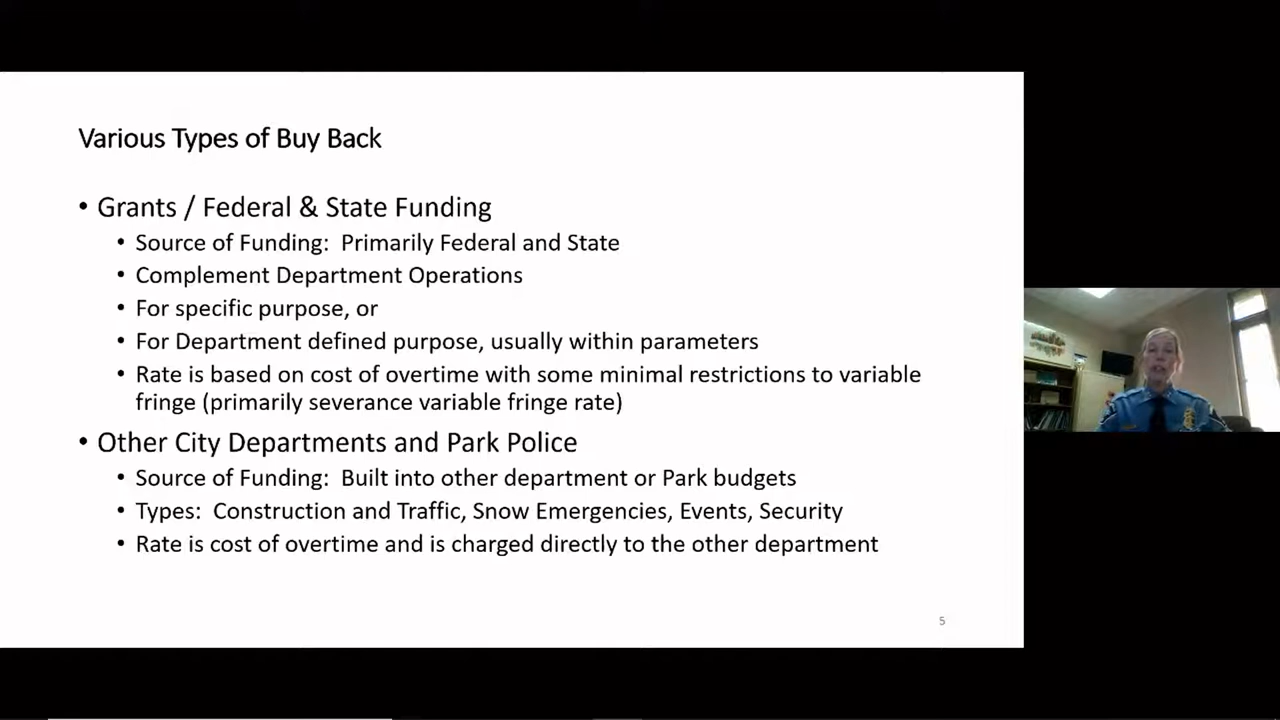 Various Types of Buy Back
• Grants / Federal & State Funding
• Source of Funding:  Primarily Federal and State
• Complement Department Operations
• For specific purpose, or
• For Department defined purpose, usually within parameters
• Rate is based on cost of overtime with some minimal restrictions to variable
fringe (primarily severance variable fringe rate)
• Other City Departments and Park Police
• Source of Funding:  Built into other department or Park budgets
• Types:  Construction and Traffic, Snow Emergencies, Events, Security
• Rate is cost of overtime and is charged directly to the other department
5